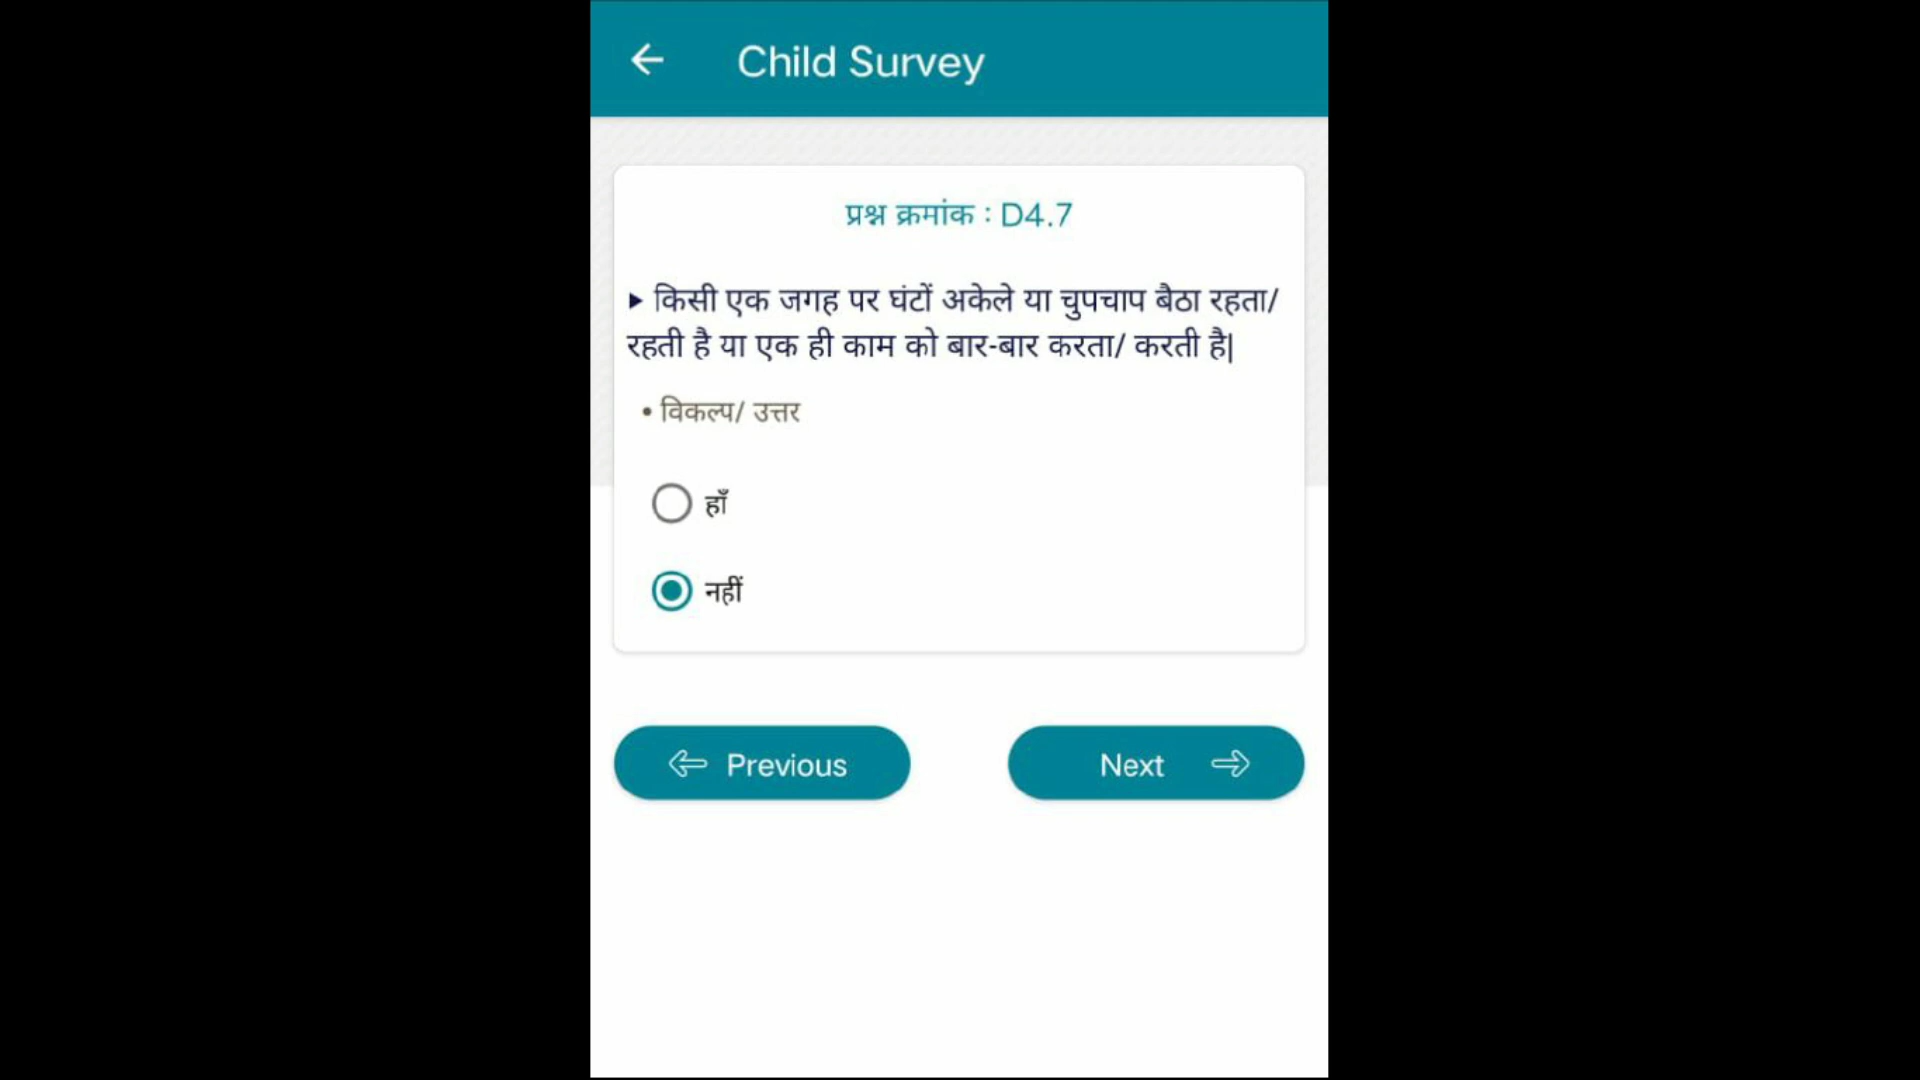 Child Survey
प्रश्न क्रमांक : D4.7
▸ किसी एक जगह पर घंटों अकेले या चुपचाप बैठा रहता/
रहती है या एक ही काम को बार-बार करता/ करती है|
• विकल्प/ उत्तर
हाँ
नहीं
Previous
Next